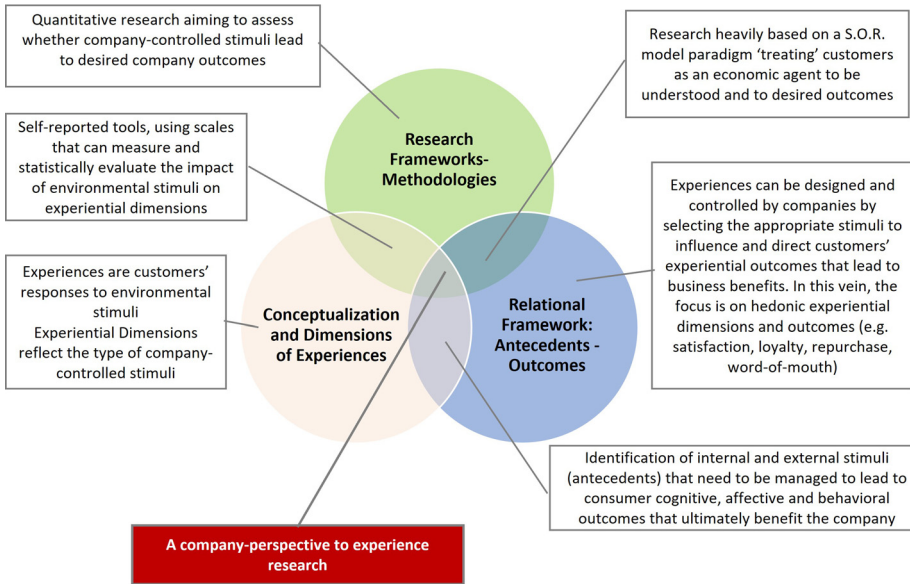 Quantitative research aiming to assess
whether company-controlled stimuli lead
to desired company outcomes
Research heavily based on a S.O.R.
model paradigm ‘treating’ customers
as an economic agent to be
understood and to desired outcomes
Self-reported tools, using scales
that can measure and
statistically evaluate the impact
of environmental stimuli on
experiential dimensions
Research
Frameworks-
Methodologies
Experiences can be designed and
controlled by companies by
selecting the appropriate stimuli to
influence and direct customers’
experiential outcomes that lead to
business benefits. In this vein, the
focus is on hedonic experiential
dimensions and outcomes (e.g.
satisfaction, loyalty, repurchase,
word-of-mouth)
Experiences are customers’
responses to environmental
stimuli
Experiential Dimensions
reflect the type of company-
controlled stimuli
Conceptualization
and Dimensions
of Experiences
Relational
Framework:
Antecedents -
Outcomes
Identification of internal and external stimuli
(antecedents) that need to be managed to lead to
consumer cognitive, affective and behavioral
outcomes that ultimately benefit the company
A company-perspective to experience
research